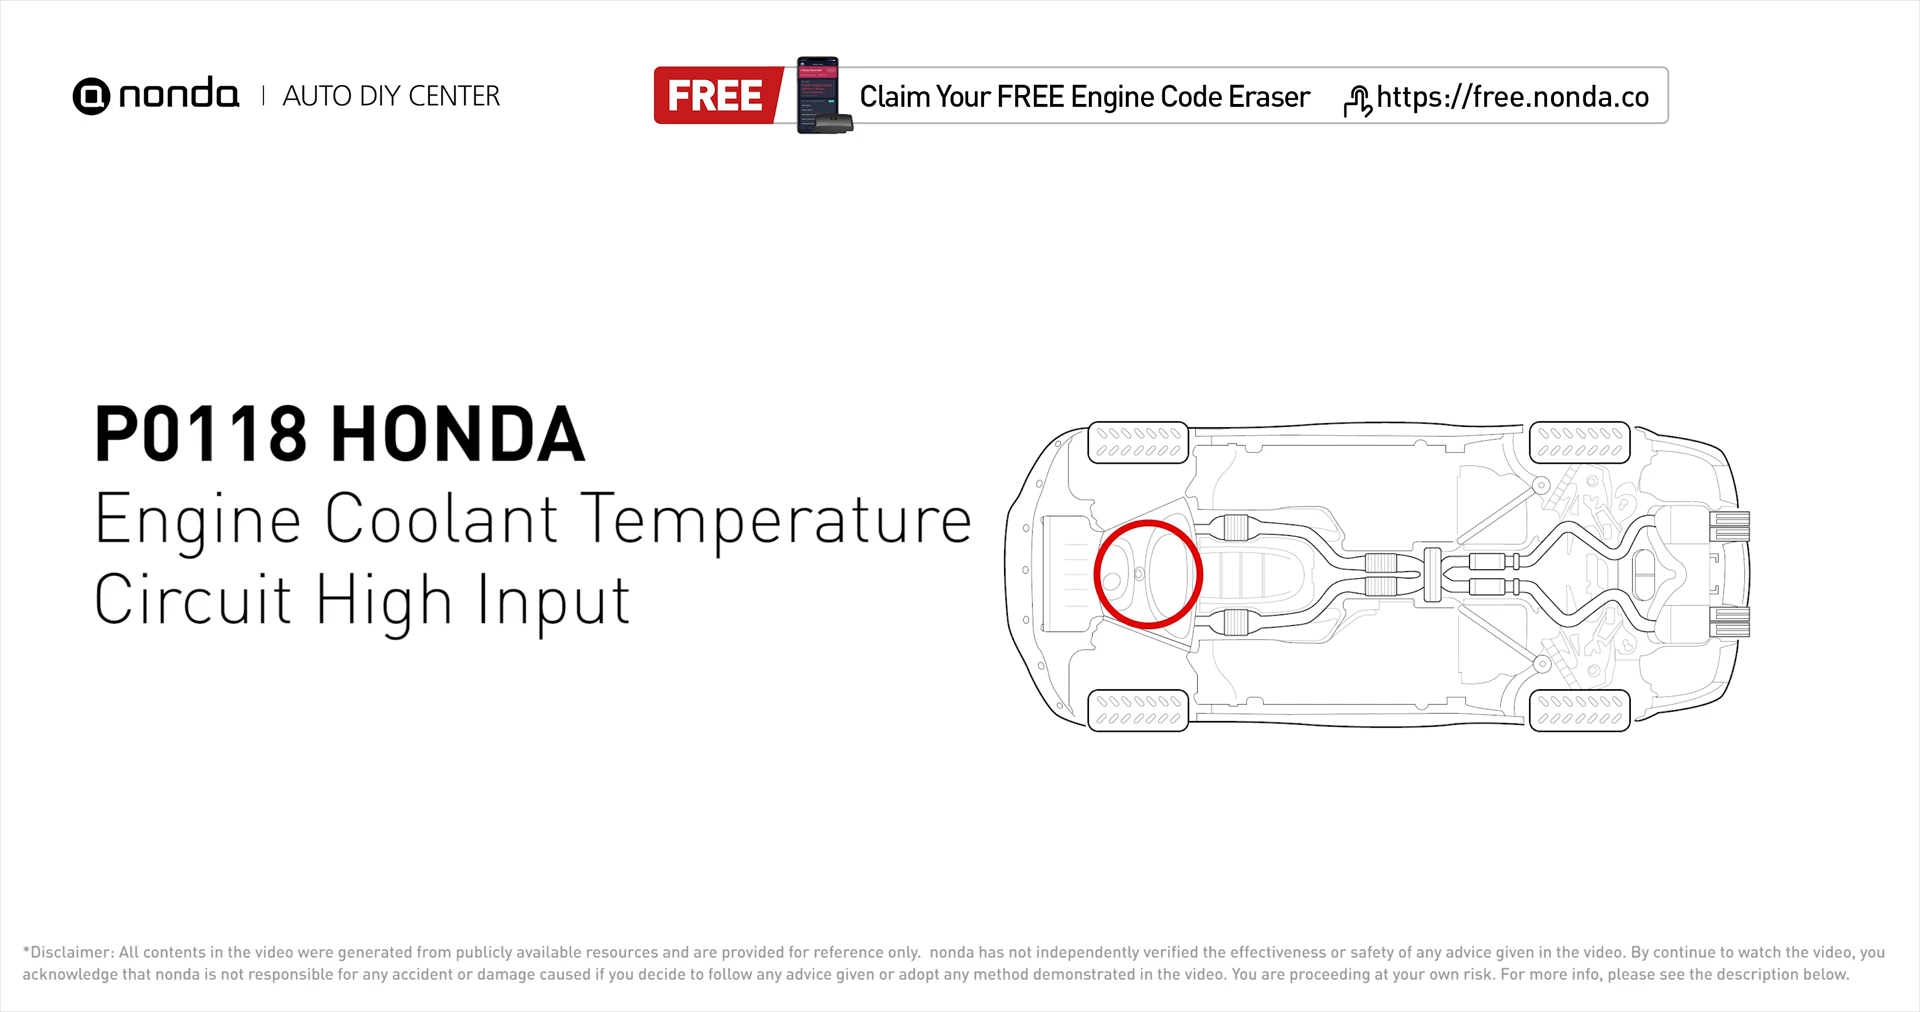 nonda | AUTO DIY CENTER
FREE Claim Your FREE Engine Code Eraser https://free.nonda.co
P0118 HONDA
Engine Coolant Temperature
Circuit High Input
*Disclaimer: All contents in the video were generated from publicly available resources and are provided for reference only. nonda has not independently verified the effectiveness or safety of any advice given in the video. By continue to watch the video, you
acknowledge that nonda is not responsible for any accident or damage caused if you decide to follow any advice given or adopt any method demonstrated in the video. You are proceeding at your own risk. For more info, please see the description below.